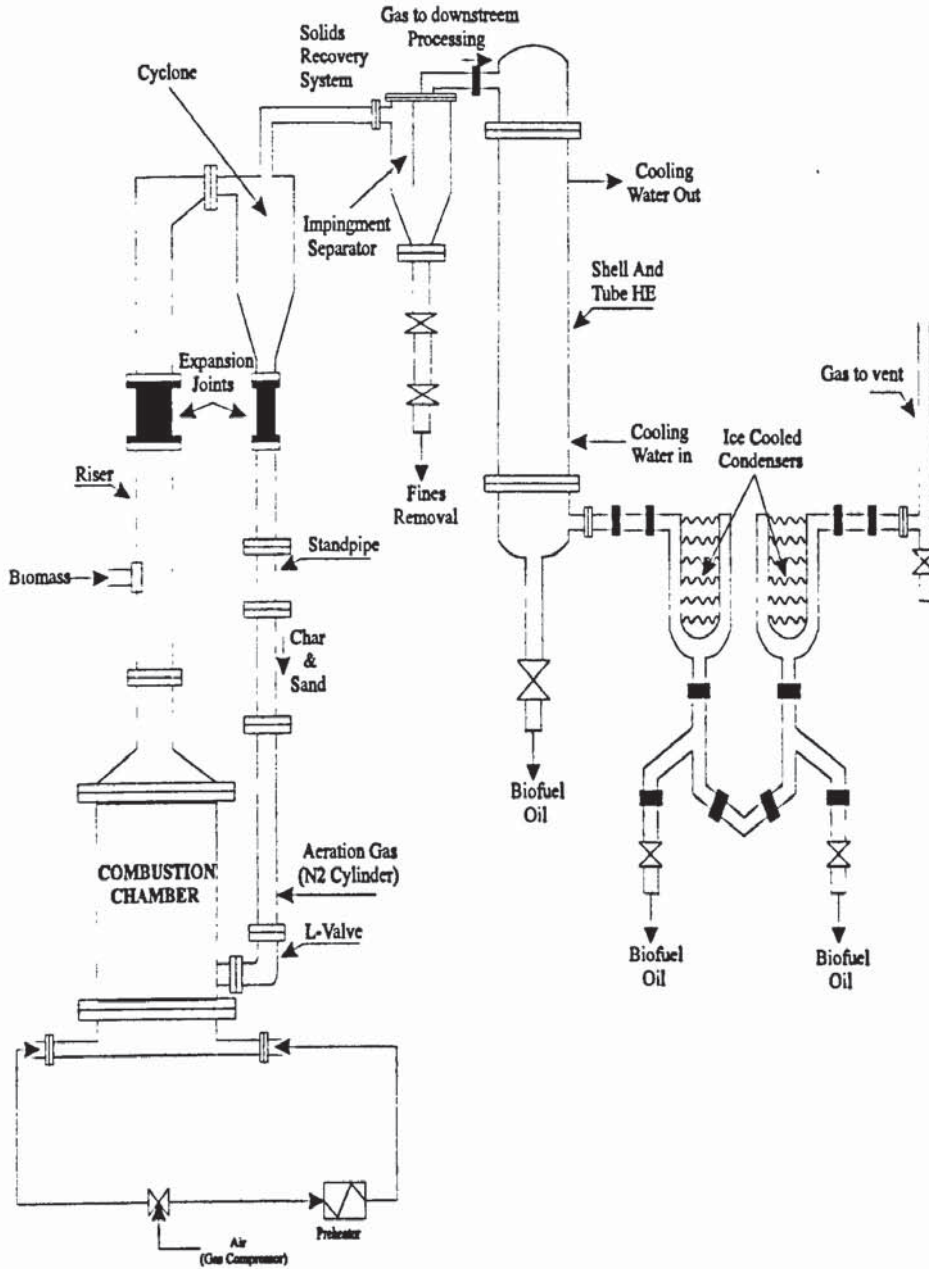 Gas to downstreem
Processing
Solids
Recovery
System
Cyclone
Cooling
Water Out
Impingment
Separator
Shell And
Tube HE
Expansion
Joints
Gas to vent
Cooling
Water in
Ice Cooled
Condensers
Riser
Fines
Removal
Standpipe
Biomass
Char
&
Sand
Biofuel
Oil
COMBUSTION
CHAMBER
Aeration Gas
(N2 Cylinder)
L-Valve
Biofuel
Oil
Biofuel
Oil
Preheator
Air
(Gas Compressor)